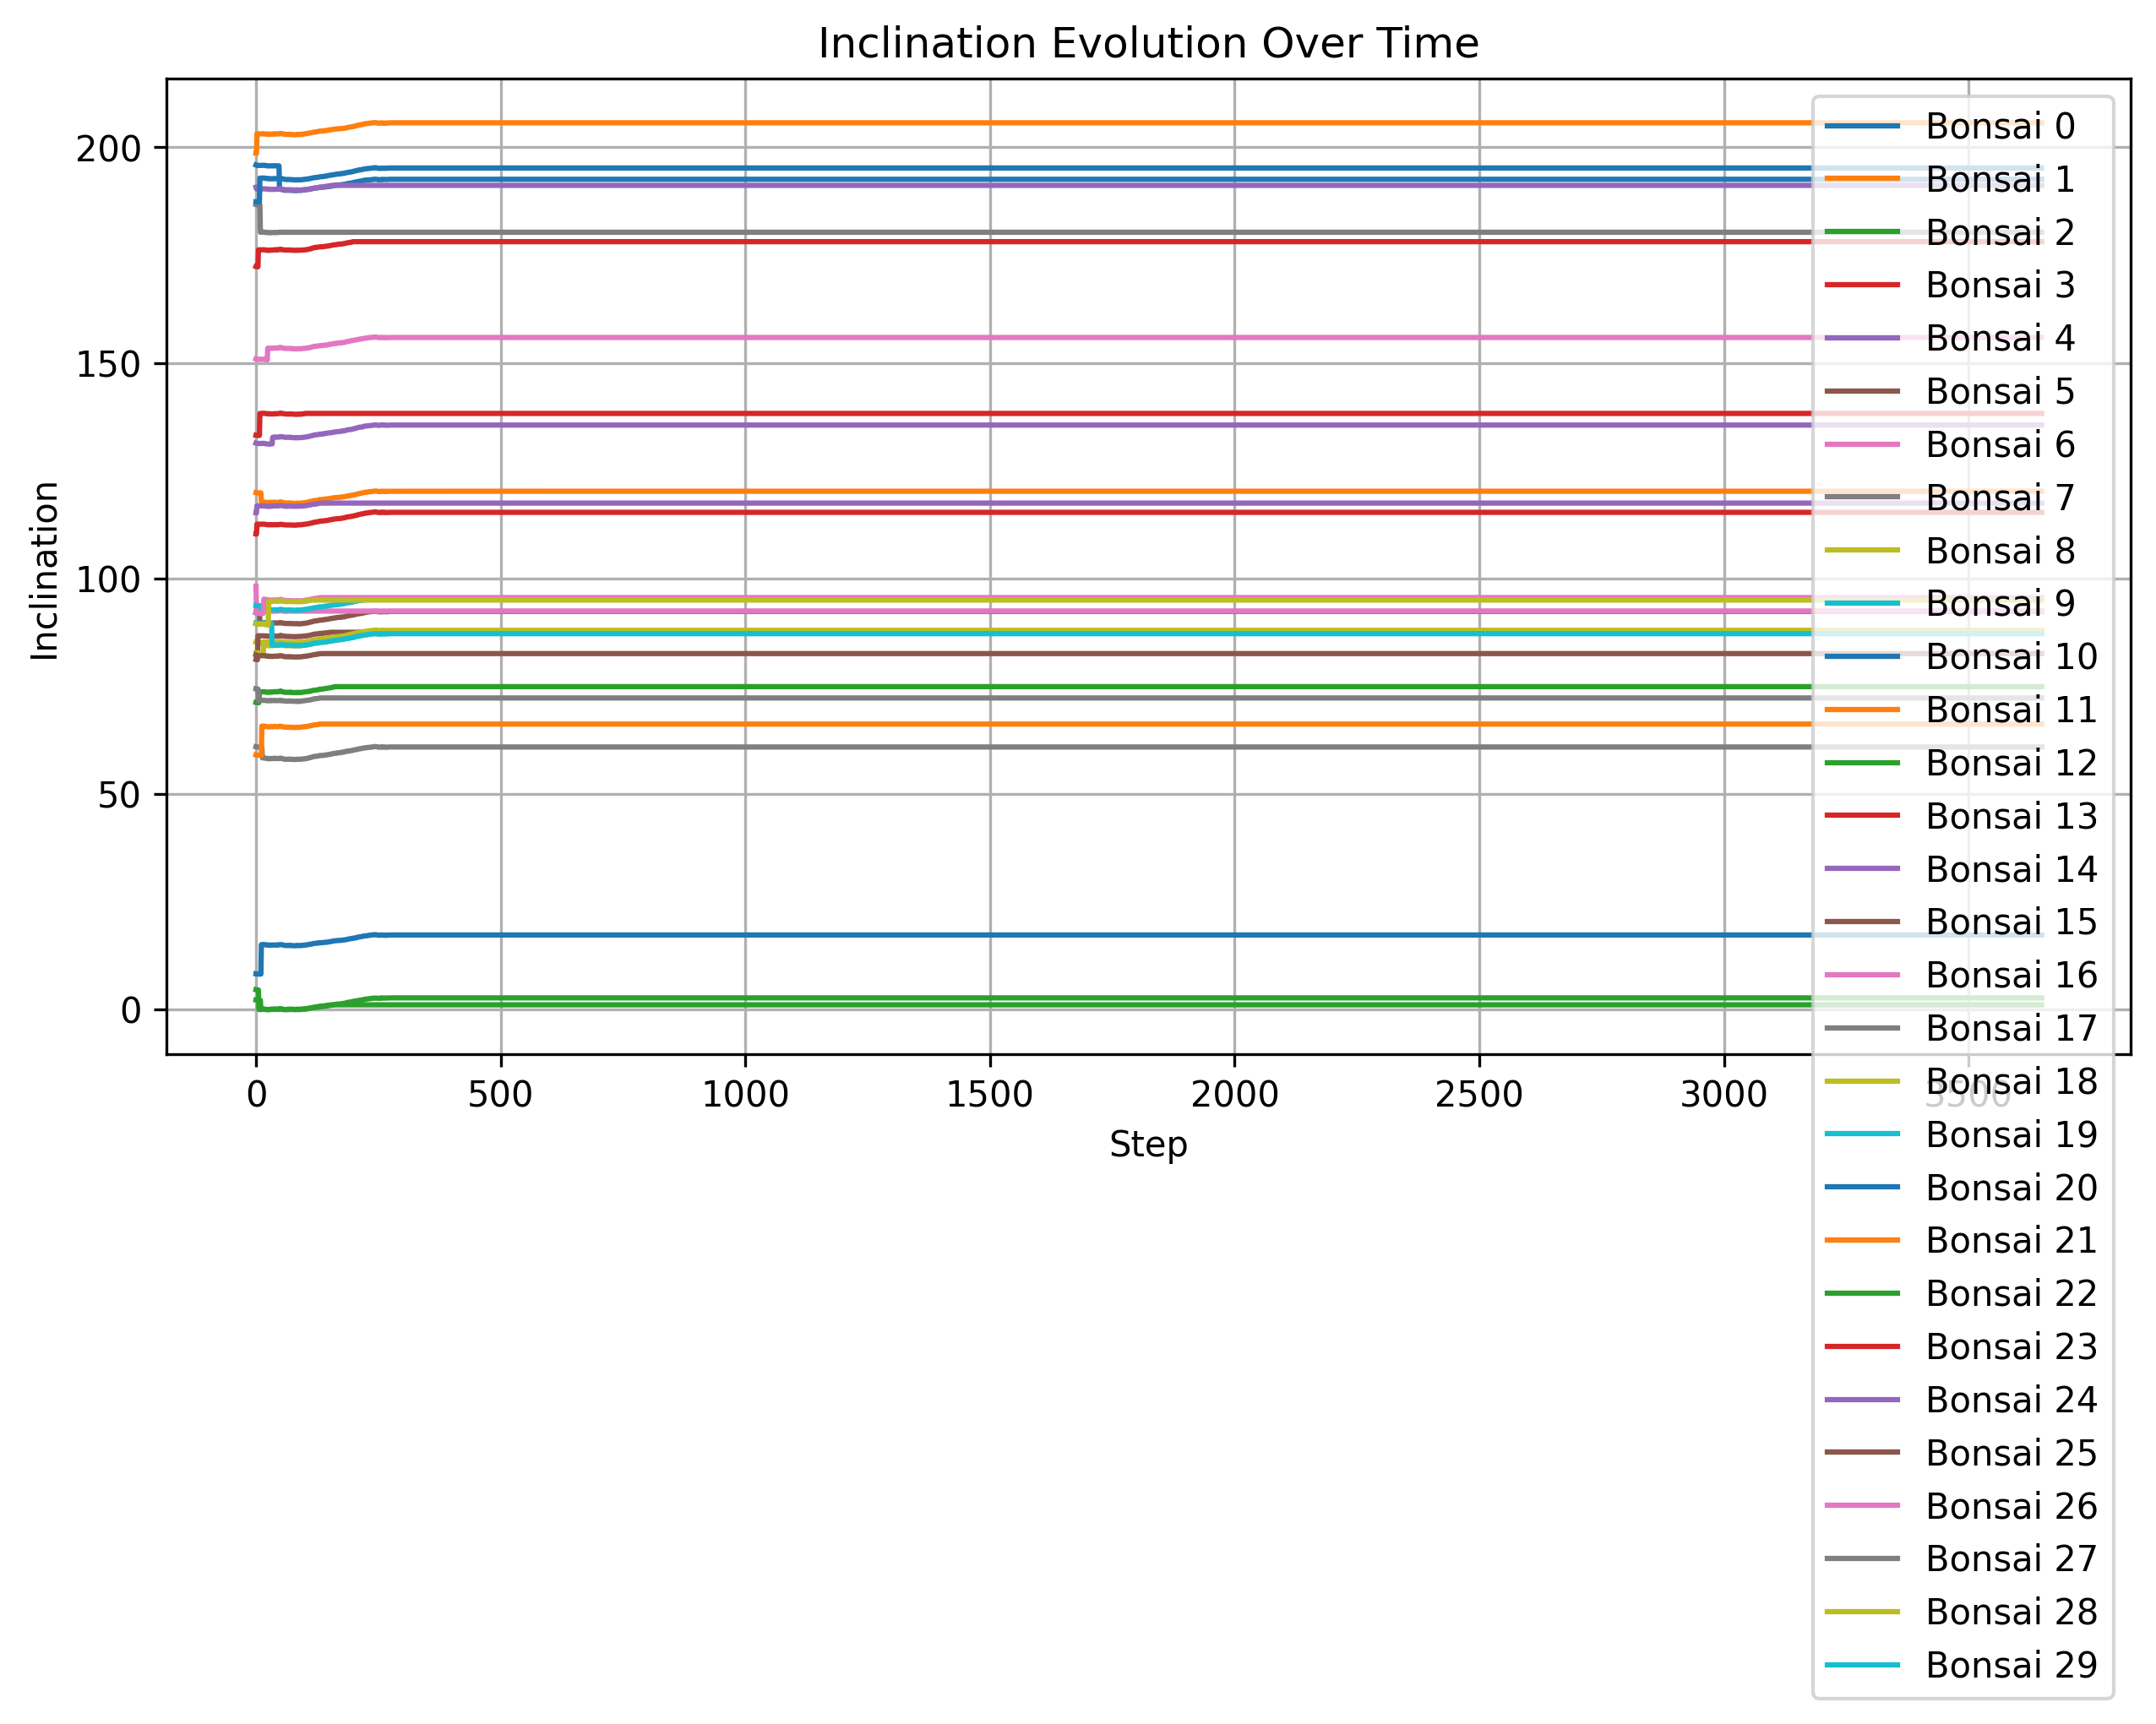 Inclination Evolution Over Time
Inclination
200
150
100
50
0
0 500 1000 1500 2000 2500 3000 3500
Step
Bonsai 0
Bonsai 1
Bonsai 2
Bonsai 3
Bonsai 4
Bonsai 5
Bonsai 6
Bonsai 7
Bonsai 8
Bonsai 9
Bonsai 10
Bonsai 11
Bonsai 12
Bonsai 13
Bonsai 14
Bonsai 15
Bonsai 16
Bonsai 17
Bonsai 18
Bonsai 19
Bonsai 20
Bonsai 21
Bonsai 22
Bonsai 23
Bonsai 24
Bonsai 25
Bonsai 26
Bonsai 27
Bonsai 28
Bonsai 29